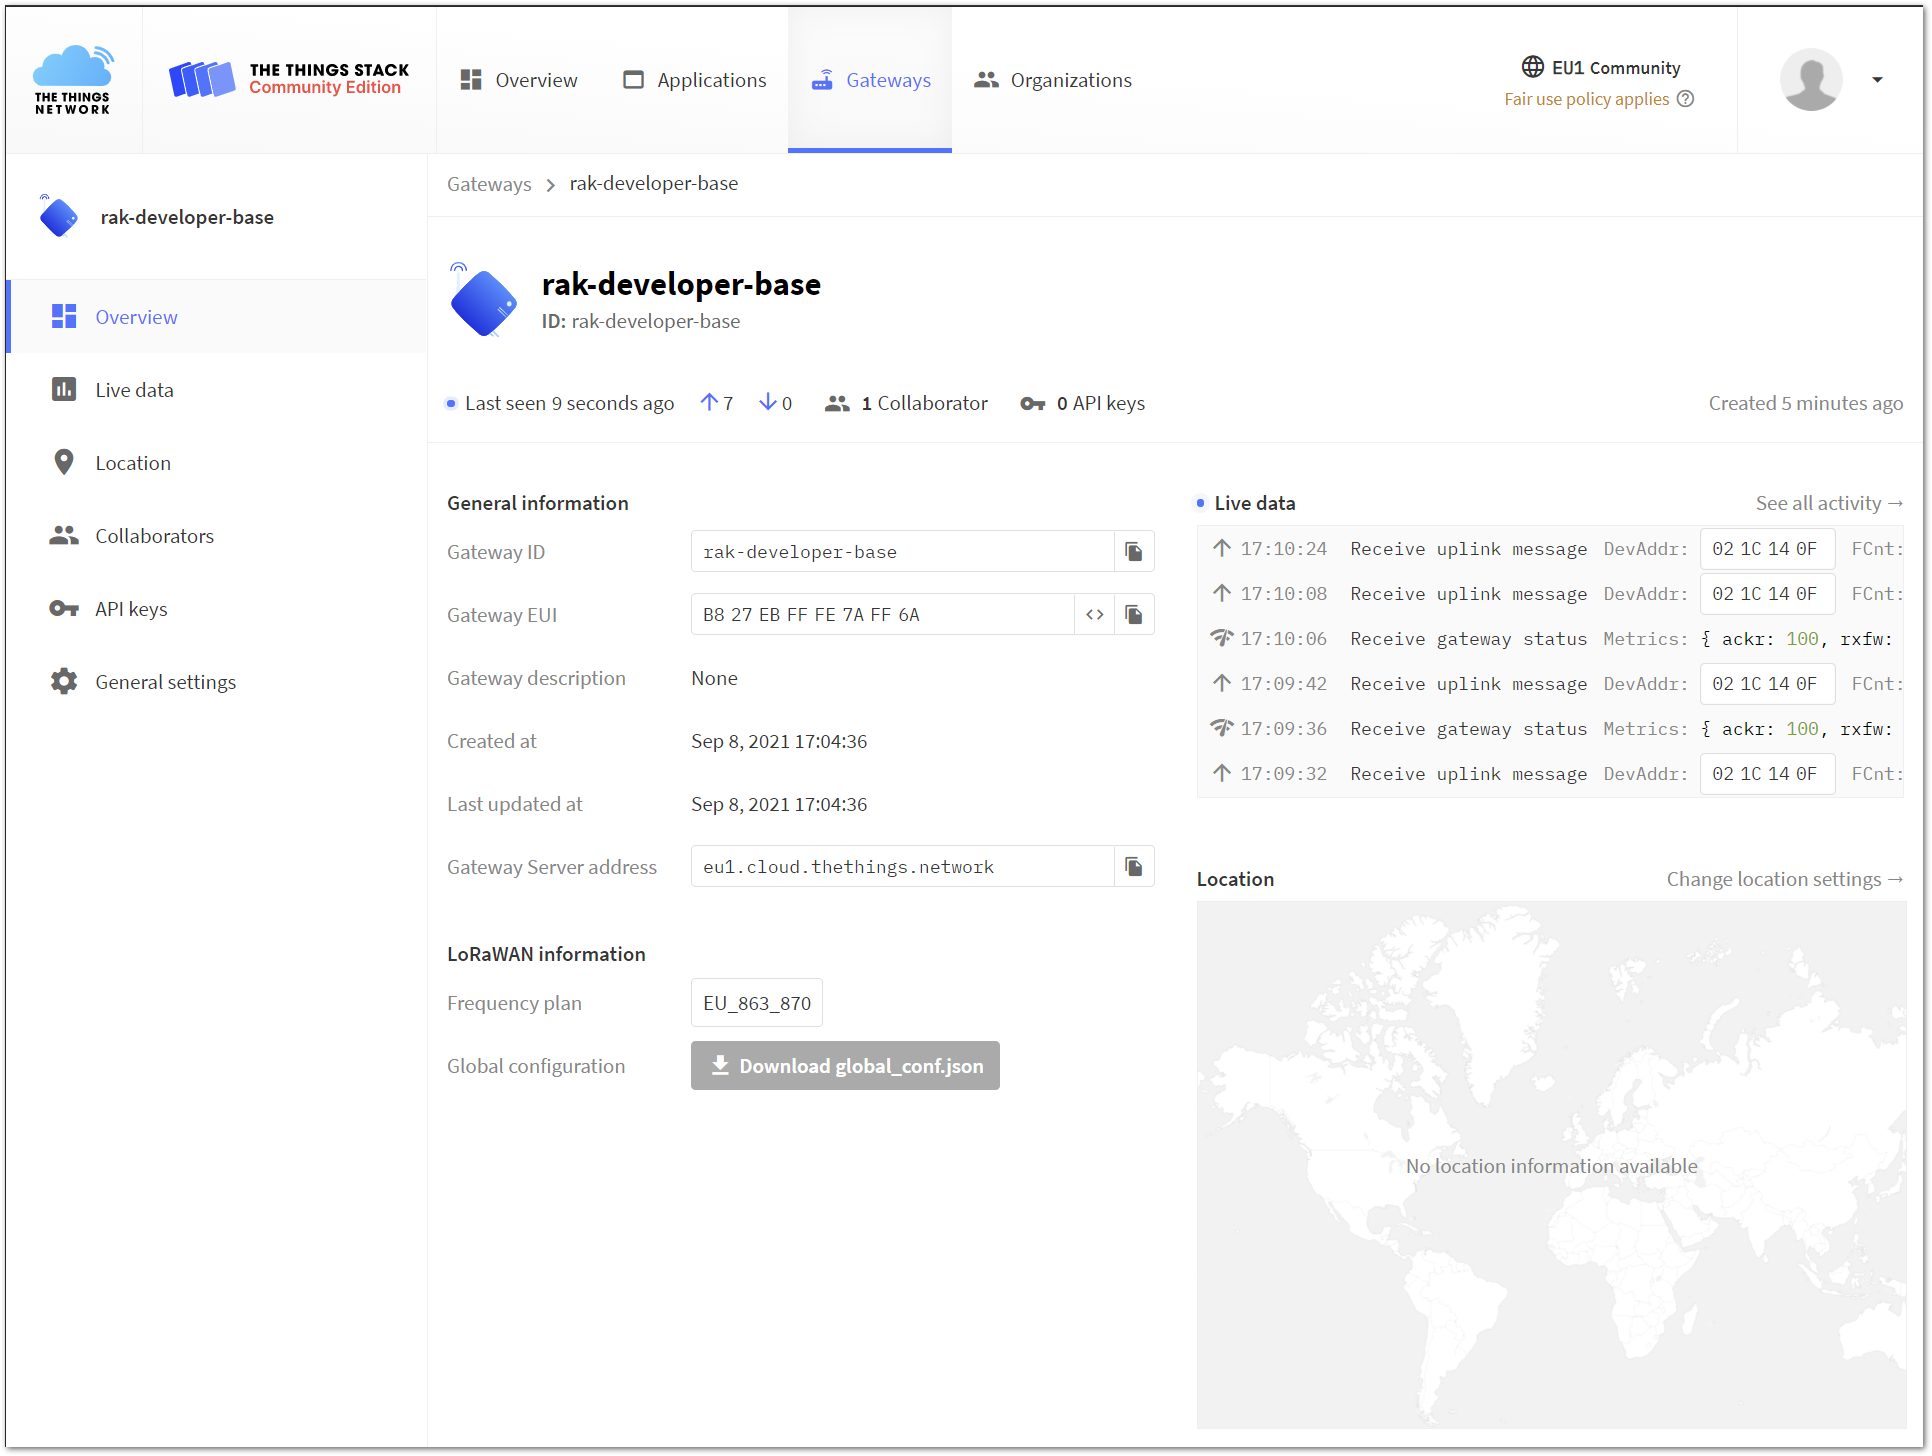 THE THINGS
NETWORK
THE THINGS STACK
Community Edition
Overview
Applications
Gateways
Organizations
EU1 Community
Fair use policy applies
rak-developer-base
Overview
Live data
Location
Collaborators
API keys
General settings
Gateways > rak-developer-base
rak-developer-base
ID: rak-developer-base
Last seen 9 seconds ago 7 0 1 Collaborator 0 API keys Created 5 minutes ago
General information
Gateway ID rak-developer-base
Gateway EUI B8 27 EB FF FE 7A FF 6A <>
Gateway description None
Created at Sep 8, 2021 17:04:36
Last updated at Sep 8, 2021 17:04:36
Gateway Server address eu1.cloud.thethings.network
LoRaWAN information
Frequency plan EU_863_870
Global configuration Download global_conf.json
Live data See all activity →
17:10:24 Receive uplink message DevAddr: 02 1C 14 0F FCnt:
17:10:08 Receive uplink message DevAddr: 02 1C 14 0F FCnt:
17:10:06 Receive gateway status Metrics: { ackr: 100, rxfw:
17:09:42 Receive uplink message DevAddr: 02 1C 14 0F FCnt:
17:09:36 Receive gateway status Metrics: { ackr: 100, rxfw:
17:09:32 Receive uplink message DevAddr: 02 1C 14 0F FCnt:
Location Change location settings →
No location information available